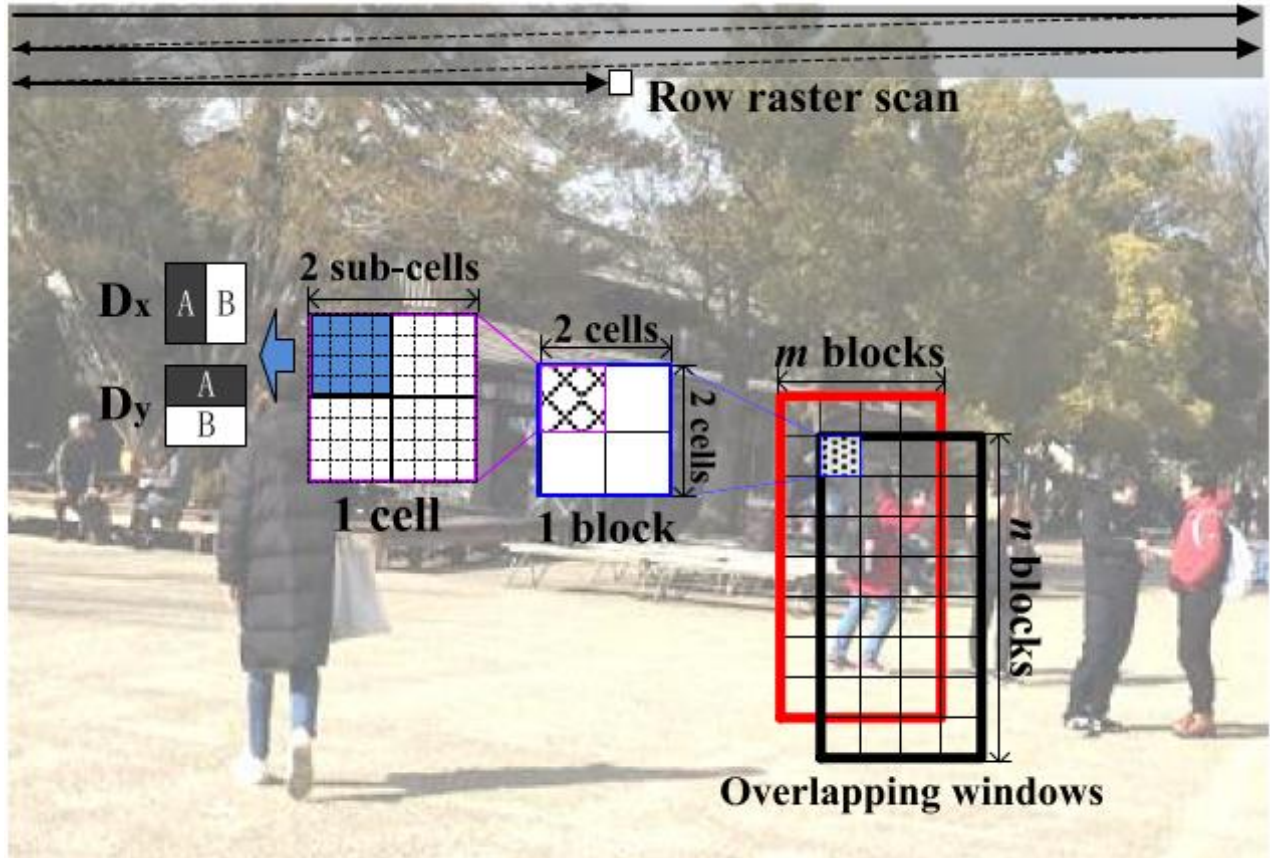 Row raster scan
2 sub-cells
Dx
A B
2 cells
m blocks
Dy
A
B
2 cells
1 cell
1 block
n blocks
Overlapping windows